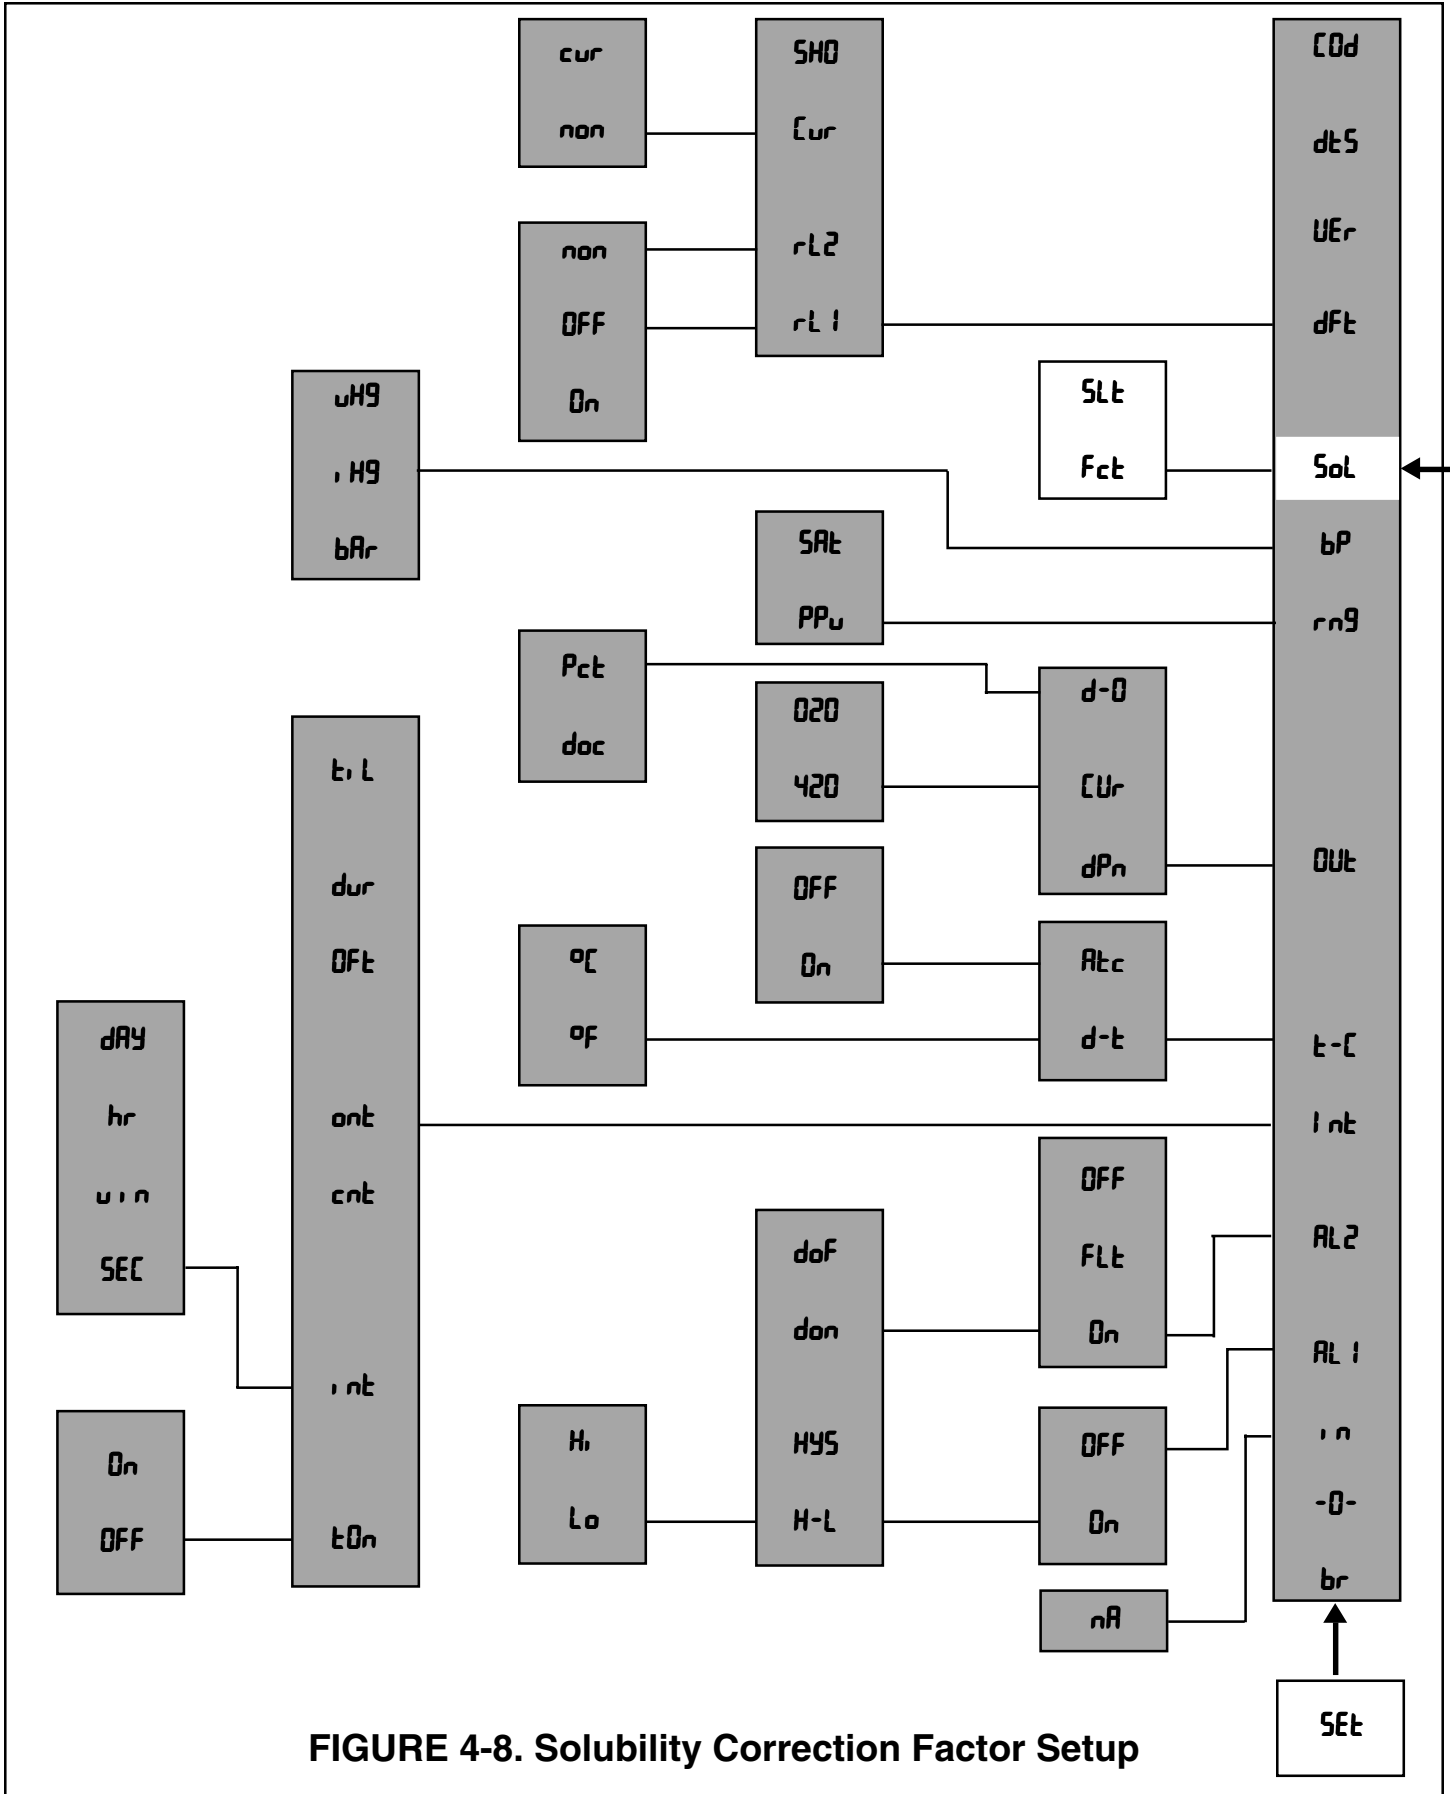 cur
non
SHO
Cur
rL2
rL1
non
OFF
On
COd
dtS
UEr
dFt
SoL
bP
rng
OUt
t-C
Int
AL2
AL1
in
-0-
br
SLt
Fct
uHg
iHg
bAr
SAt
PPu
Pct
doc
020
420
d-O
CUr
dPn
OFF
On
Atc
d-t
ºC
ºF
tiL
dur
OFt
ont
cnt
int
tOn
dAY
hr
uin
SEC
On
OFF
doF
don
HYS
H-L
OFF
FLt
On
Hi
Lo
OFF
On
nA
SEt
FIGURE 4-8. Solubility Correction Factor Setup